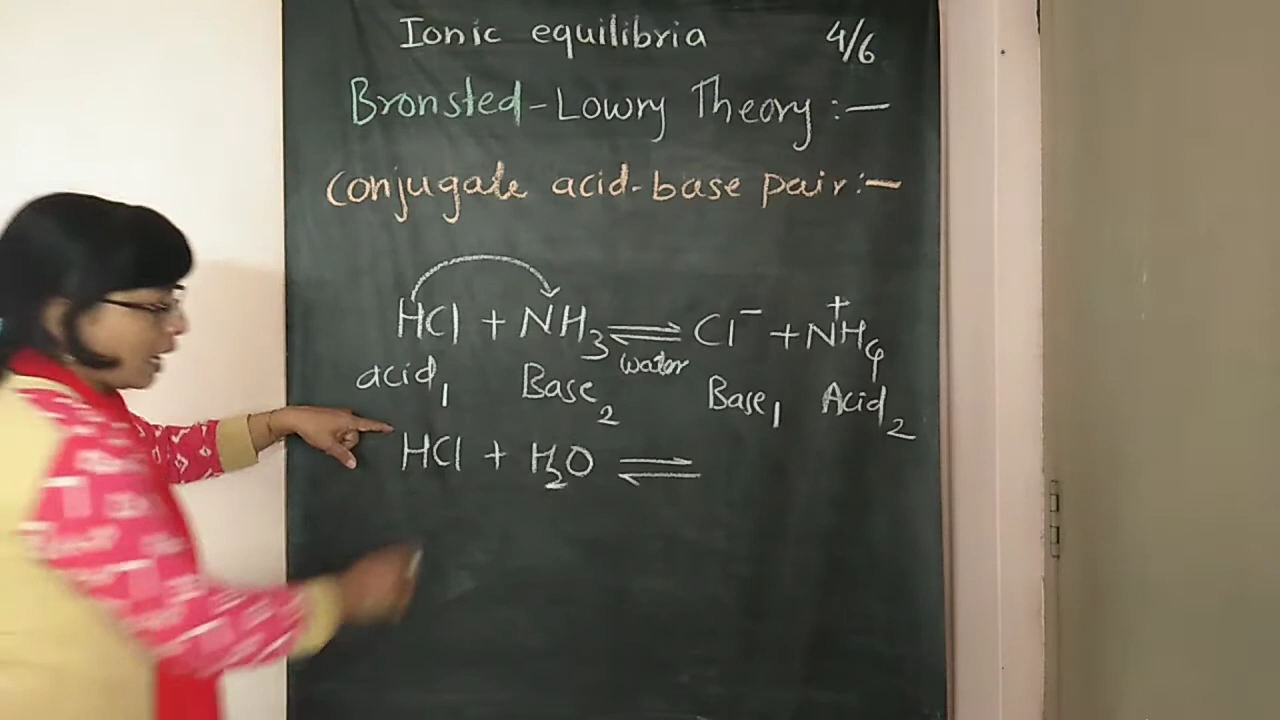 Ionic equilibria 4/6
Bronsted-Lowry Theory :-
Conjugate acid-base pair:-
HCl + NH₃ ⇌ Cl⁻ + N⁺H₄
water
acid₁ Base₂ Base₁ Acid₂
HCl + H₂O ⇌